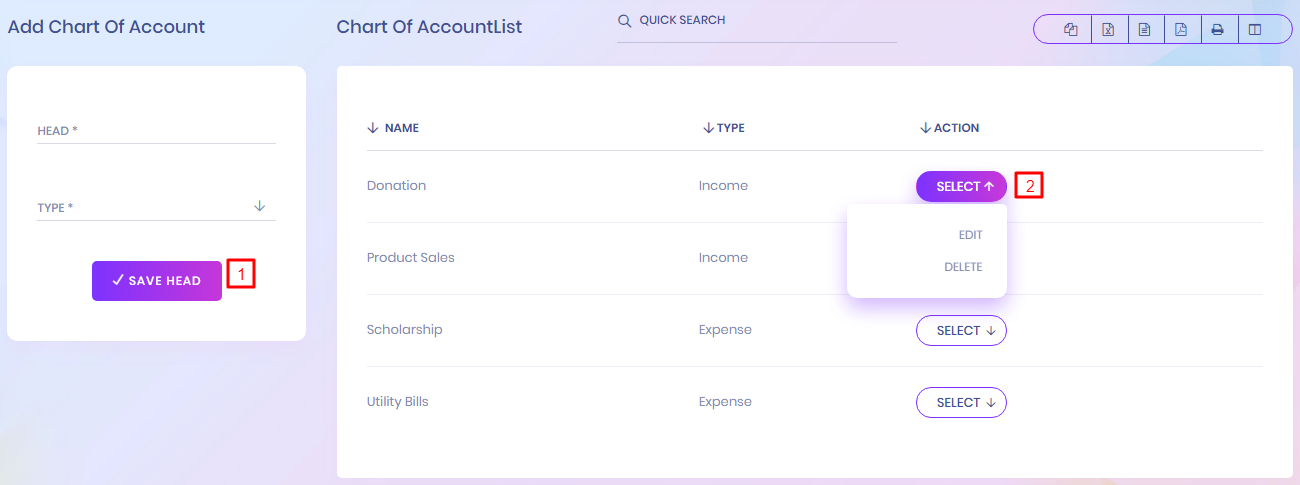 Add Chart Of Account
Chart Of AccountList
QUICK SEARCH
HEAD *
TYPE *
SAVE HEAD
1
NAME TYPE ACTION
Donation Income SELECT
2
EDIT
DELETE
Product Sales Income
Scholarship Expense SELECT
Utility Bills Expense SELECT